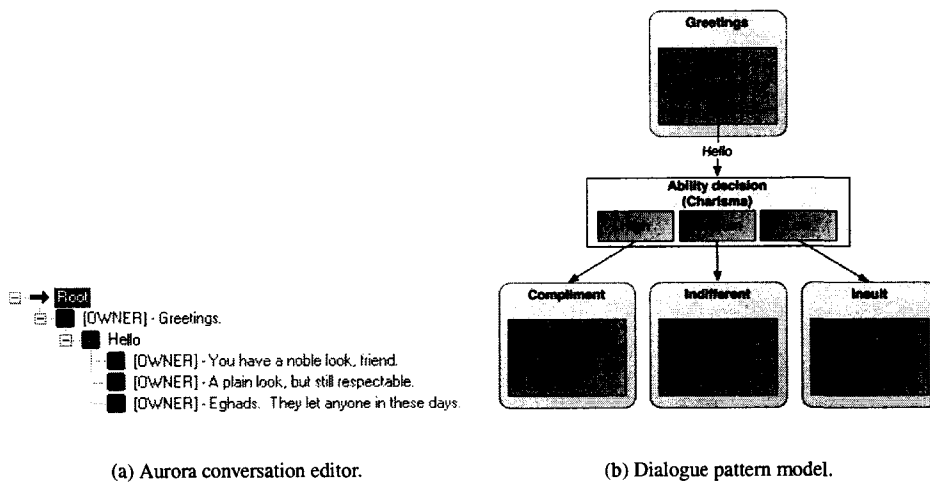 Root
[OWNER] - Greetings.
Hello
[OWNER] - You have a noble look, friend.
[OWNER] - A plain look, but still respectable.
[OWNER] - Eghads. They let anyone in these days.
(a) Aurora conversation editor.
Greetings
Hello
Ability decision
(Charisma)
Compliment
Indifferent
Insult
(b) Dialogue pattern model.